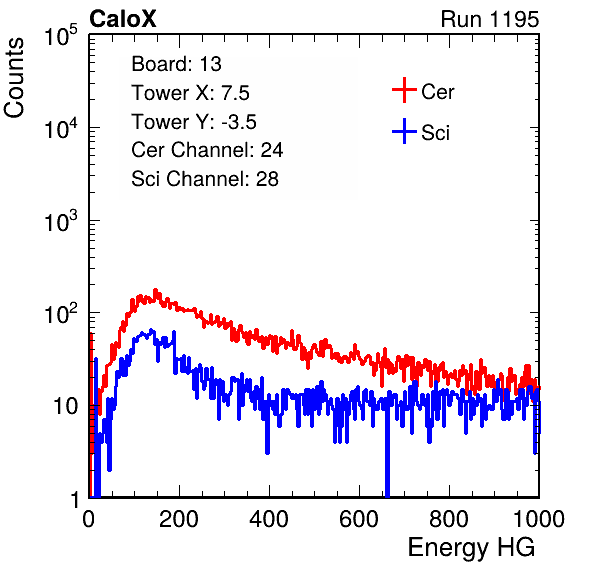 CaloX Run 1195
Counts
Board: 13
Tower X: 7.5
Tower Y: -3.5
Cer Channel: 24
Sci Channel: 28
Cer
Sci
10^5
10^4
10^3
10^2
10
1
0 200 400 600 800 1000
Energy HG